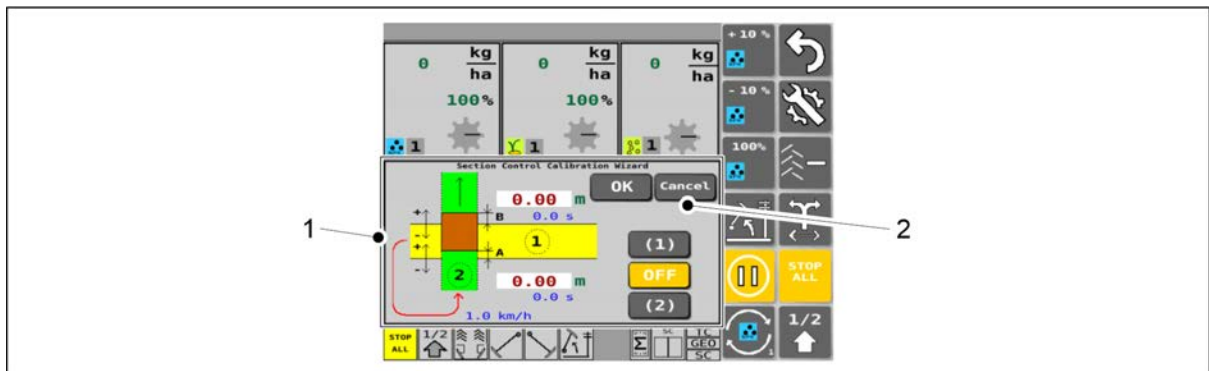 0 kg/ha
100%
1
0 kg/ha
100%
1
0 kg/ha
1
Section Control Calibration Wizard
0.00 m
0.0 s
OK
Cancel
+
-
+
-
B
A
1
2
0.00 m
0.0 s
1.0 km/h
(1)
OFF
(2)
+ 10 %
- 10 %
100%
STOP ALL
1/2
1
STOP ALL
1/2
Σ
SC
TC
GEO
SC
1
2